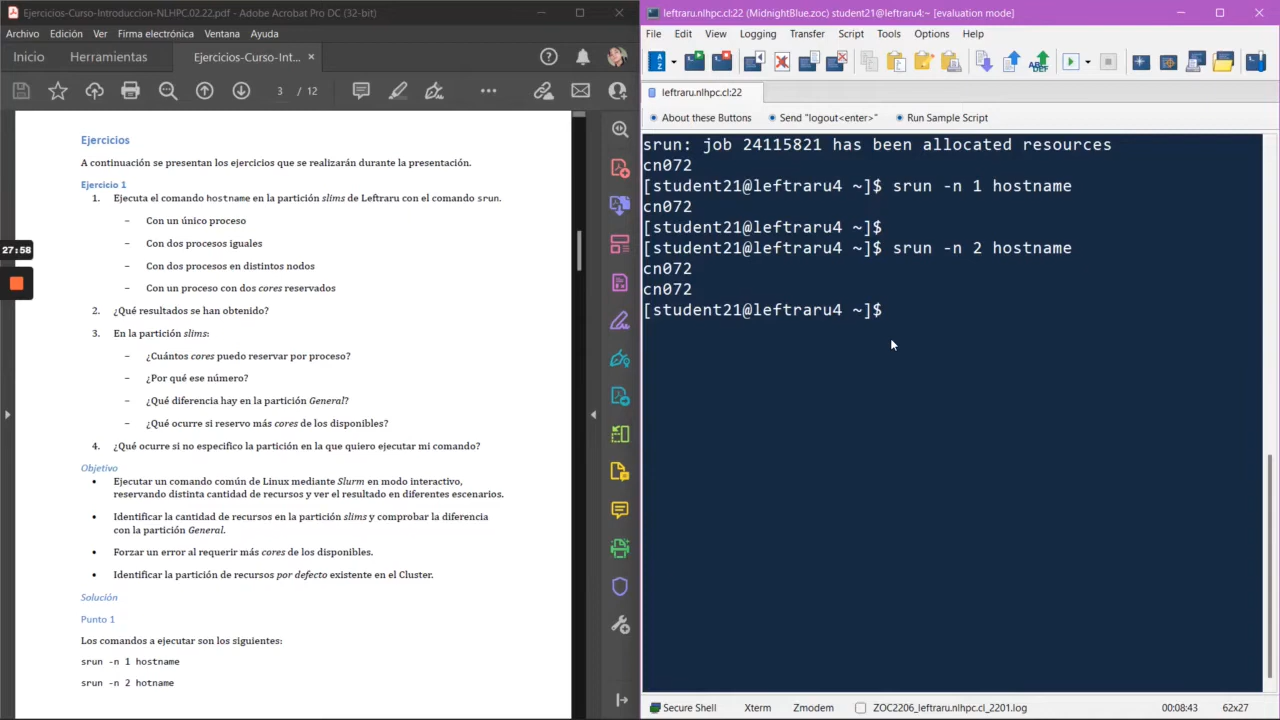 Ejercicios-Curso-Introduccion-NLHPC.02.22.pdf - Adobe Acrobat Pro DC (32-bit)
Archivo Edición Ver Firma electrónica Ventana Ayuda
Inicio Herramientas Ejercicios-Curso-Int... ×
3 / 12
Ejercicios
A continuación se presentan los ejercicios que se realizarán durante la presentación.
Ejercicio 1
1. Ejecuta el comando hostname en la partición slims de Leftraru con el comando srun.
– Con un único proceso
– Con dos procesos iguales
– Con dos procesos en distintos nodos
– Con un proceso con dos cores reservados
2. ¿Qué resultados se han obtenido?
3. En la partición slims:
– ¿Cuántos cores puedo reservar por proceso?
– ¿Por qué ese número?
– ¿Qué diferencia hay en la partición General?
– ¿Qué ocurre si reservo más cores de los disponibles?
4. ¿Qué ocurre si no especifico la partición en la que quiero ejecutar mi comando?
Objetivo
• Ejecutar un comando común de Linux mediante Slurm en modo interactivo,
reservando distinta cantidad de recursos y ver el resultado en diferentes escenarios.
• Identificar la cantidad de recursos en la partición slims y comprobar la diferencia
con la partición General.
• Forzar un error al requerir más cores de los disponibles.
• Identificar la partición de recursos por defecto existente en el Cluster.
Solución
Punto 1
Los comandos a ejecutar son los siguientes:
srun -n 1 hostname
srun -n 2 hotname
27:58
leftraru.nlhpc.cl:22 (MidnightBlue.zoc) student21@leftraru4:~ [evaluation mode]
File Edit View Logging Transfer Script Tools Options Help
leftraru.nlhpc.cl:22
About these Buttons Send "logout<enter>" Run Sample Script
srun: job 24115821 has been allocated resources
cn072
[student21@leftraru4 ~]$ srun -n 1 hostname
cn072
[student21@leftraru4 ~]$
[student21@leftraru4 ~]$ srun -n 2 hostname
cn072
cn072
[student21@leftraru4 ~]$
Secure Shell Xterm Zmodem ZOC2206_leftraru.nlhpc.cl_2201.log 00:08:43 62x27